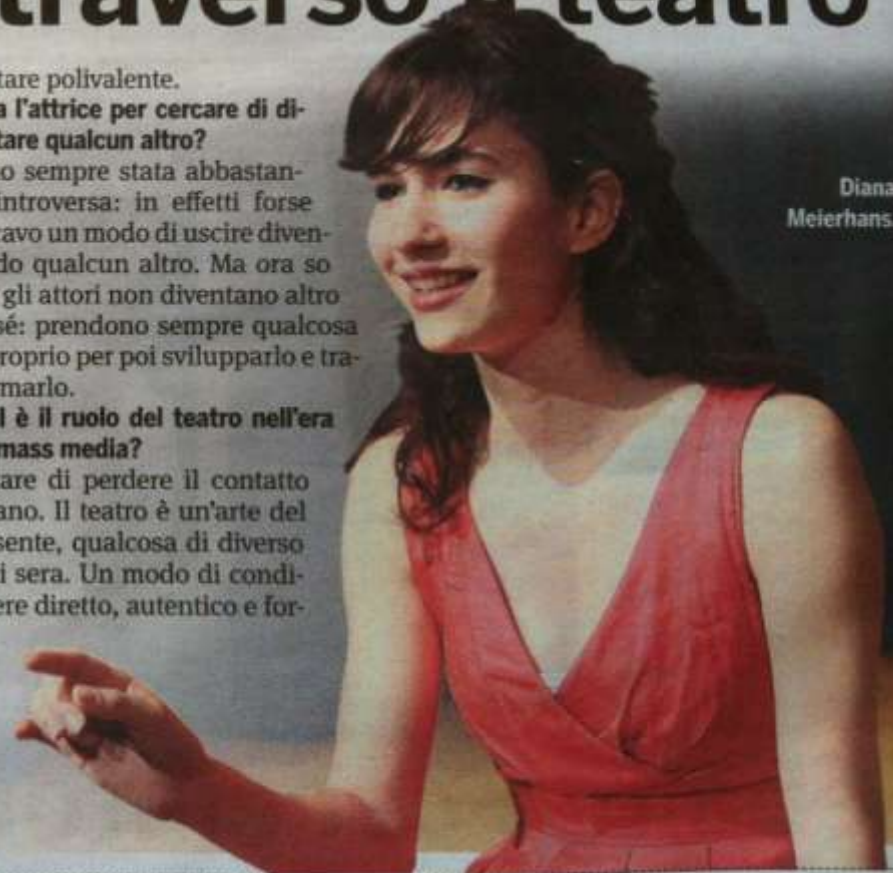 traverso il teatro
tare polivalente.
a l'attrice per cercare di di-
tare qualcun altro?
o sempre stata abbastan-
introversa: in effetti forse
avo un modo di uscire diven-
do qualcun altro. Ma ora so
gli attori non diventano altro
sé: prendono sempre qualcosa
roprio per poi svilupparlo e tra-
marlo.
l è il ruolo del teatro nell'era
mass media?
are di perdere il contatto
ano. Il teatro è un'arte del
sente, qualcosa di diverso
i sera. Un modo di condi-
ere diretto, autentico e for-
Diana
Meierhans.